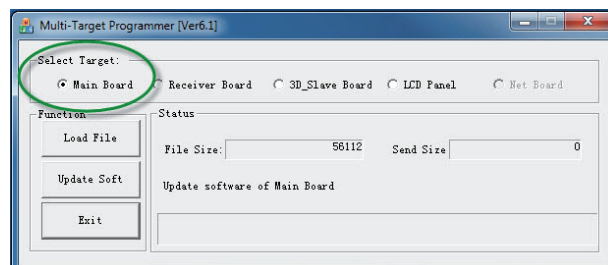 Multi-Target Programmer [Ver6.1]
Select Target:
Main Board Receiver Board 3D_Slave Board LCD Panel Net Board
Function
Status
Load File
File Size: 56112 Send Size 0
Update Soft
Update software of Main Board
Exit